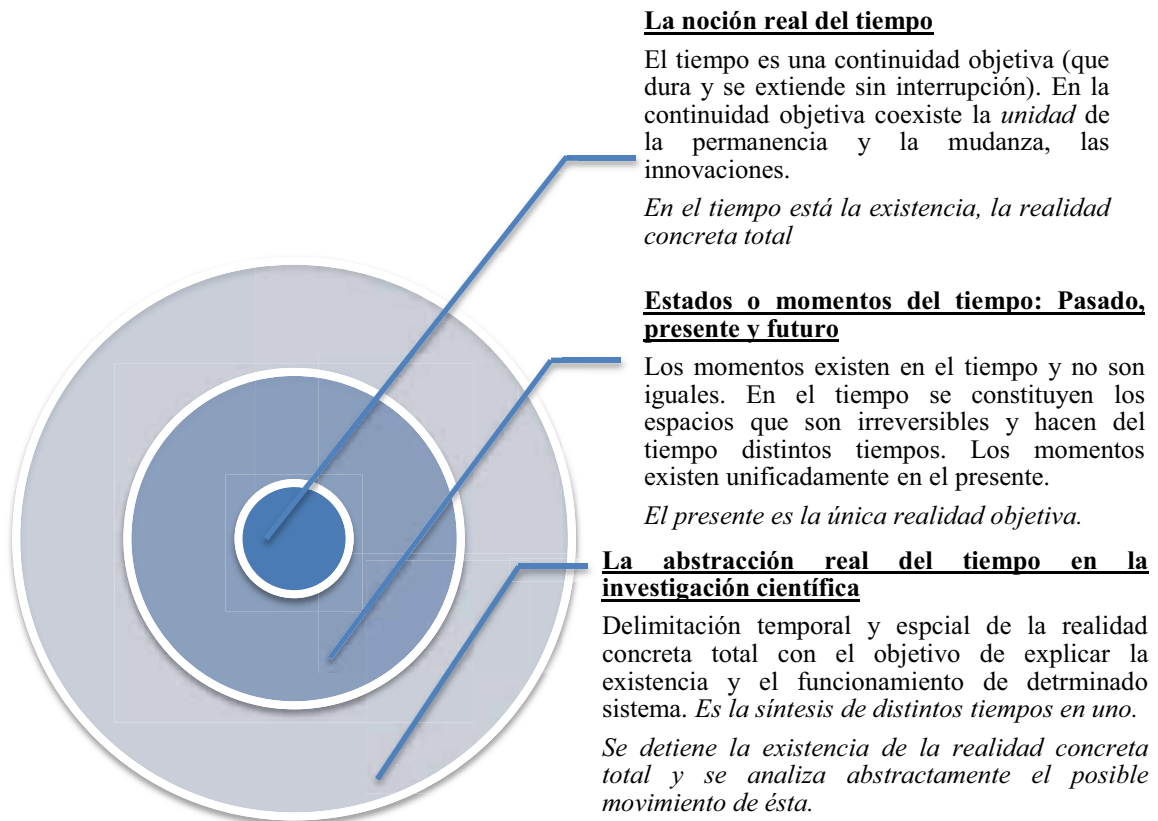 La noción real del tiempo
El tiempo es una continuidad objetiva (que
dura y se extiende sin interrupción). En la
continuidad objetiva coexiste la unidad de
la permanencia y la mudanza, las
innovaciones.
En el tiempo está la existencia, la realidad
concreta total
Estados o momentos del tiempo: Pasado,
presente y futuro
Los momentos existen en el tiempo y no son
iguales. En el tiempo se constituyen los
espacios que son irreversibles y hacen del
tiempo distintos tiempos. Los momentos
existen unificadamente en el presente.
El presente es la única realidad objetiva.
La abstracción real del tiempo en la
investigación científica
Delimitación temporal y espcial de la realidad
concreta total con el objetivo de explicar la
existencia y el funcionamiento de detrminado
sistema. Es la síntesis de distintos tiempos en uno.
Se detiene la existencia de la realidad concreta
total y se analiza abstractamente el posible
movimiento de ésta.